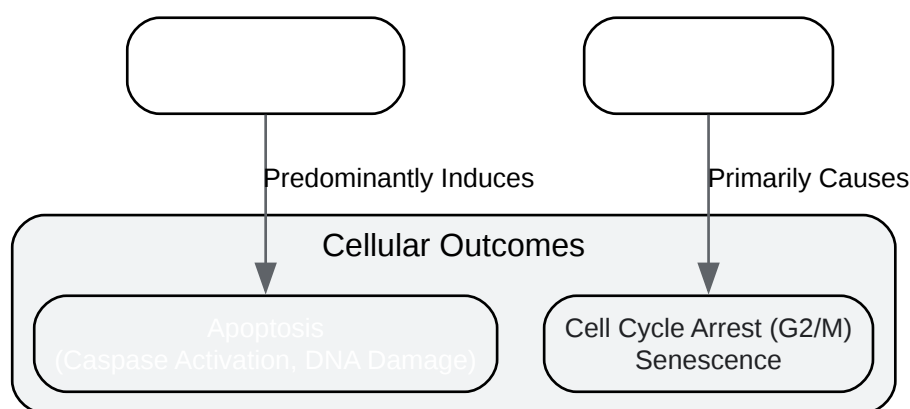 Predominantly Induces
Primarily Causes
Cellular Outcomes
Apoptosis
(Caspase Activation, DNA Damage)
Cell Cycle Arrest (G2/M)
Senescence